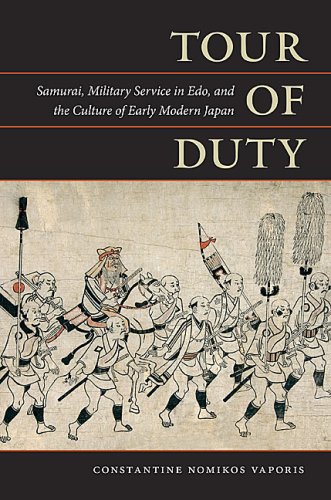 TOUR
Samurai, Military Service in Edo, and
the Culture of Early Modern Japan
OF
DUTY
CONSTANTINE NOMIKOS VAPORIS